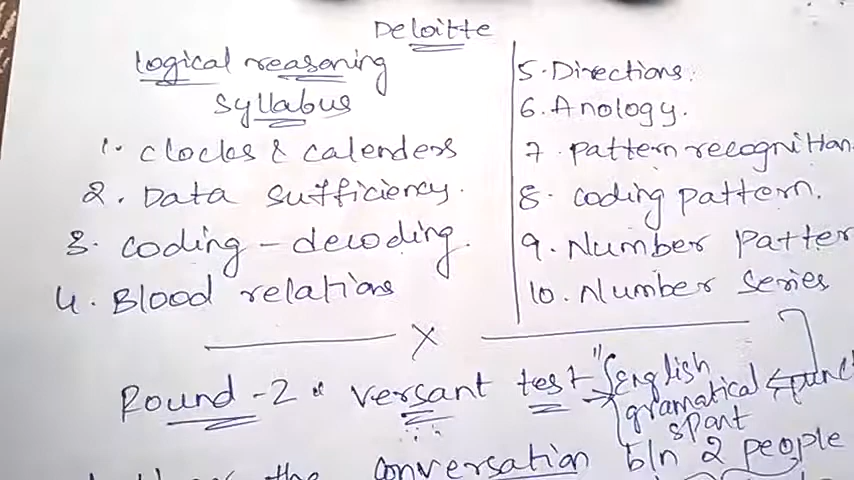 Deloitte
logical reasoning
syllabus
1. clocks & calenders
2. Data sufficiency.
3. coding - decoding.
4. Blood relations
5. Directions.
6. Anology.
7. pattern recognition
8. coding pattern.
9. Number Patter
10. Number series
x
Round-2 " versant test "
English
gramatical
spart
the conversation b/n 2 people